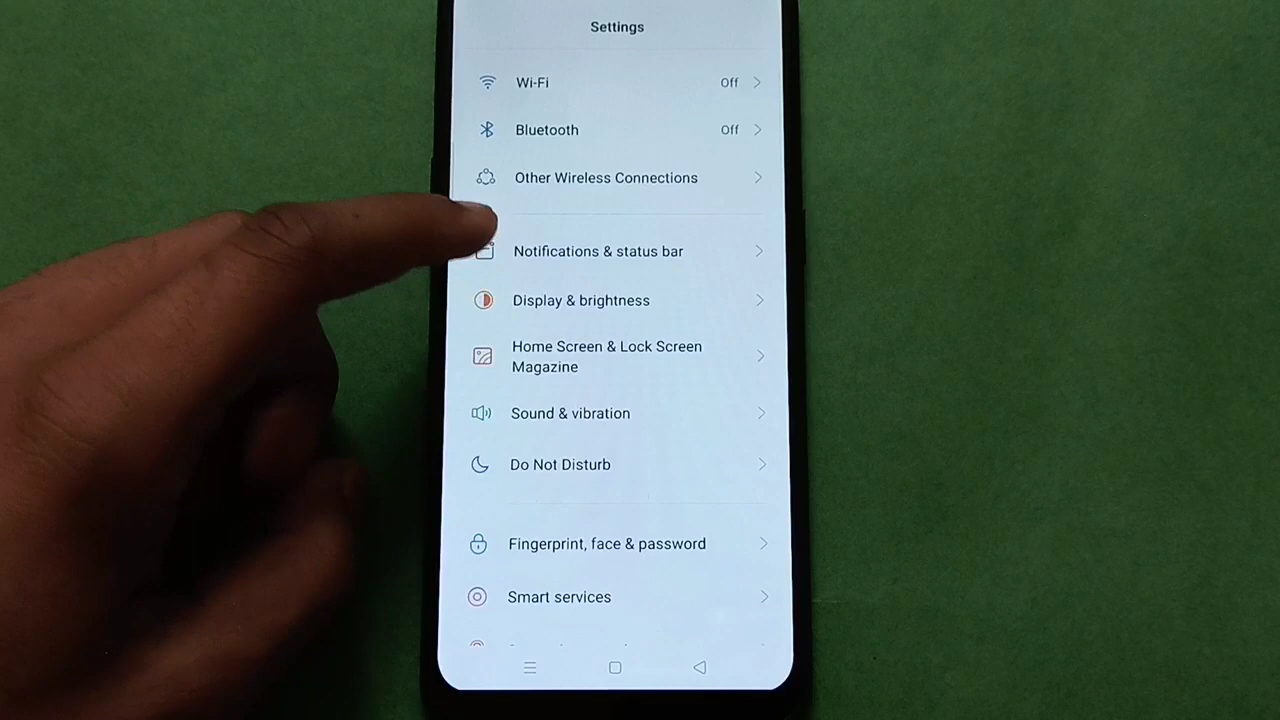 Settings
Wi-Fi Off
Bluetooth Off
Other Wireless Connections
Notifications & status bar
Display & brightness
Home Screen & Lock Screen
Magazine
Sound & vibration
Do Not Disturb
Fingerprint, face & password
Smart services